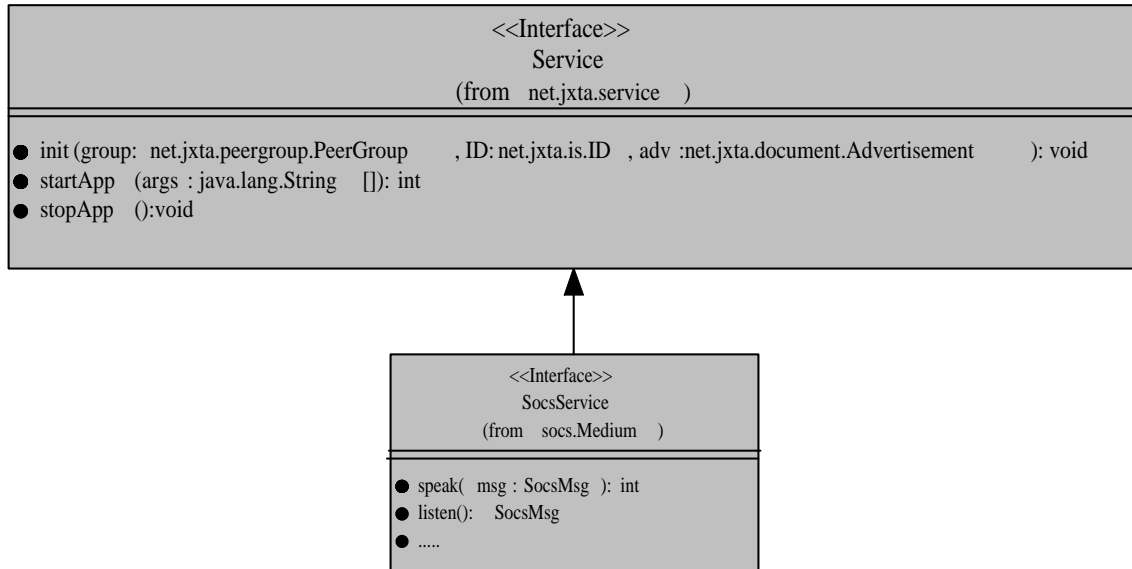 <<Interface>>
Service
(from net.jxta.service )
init (group: net.jxta.peergroup.PeerGroup , ID: net.jxta.is.ID , adv :net.jxta.document.Advertisement ): void
startApp (args : java.lang.String []): int
stopApp ():void
<<Interface>>
SocsService
(from socs.Medium )
speak( msg : SocsMsg ): int
listen(): SocsMsg
.....